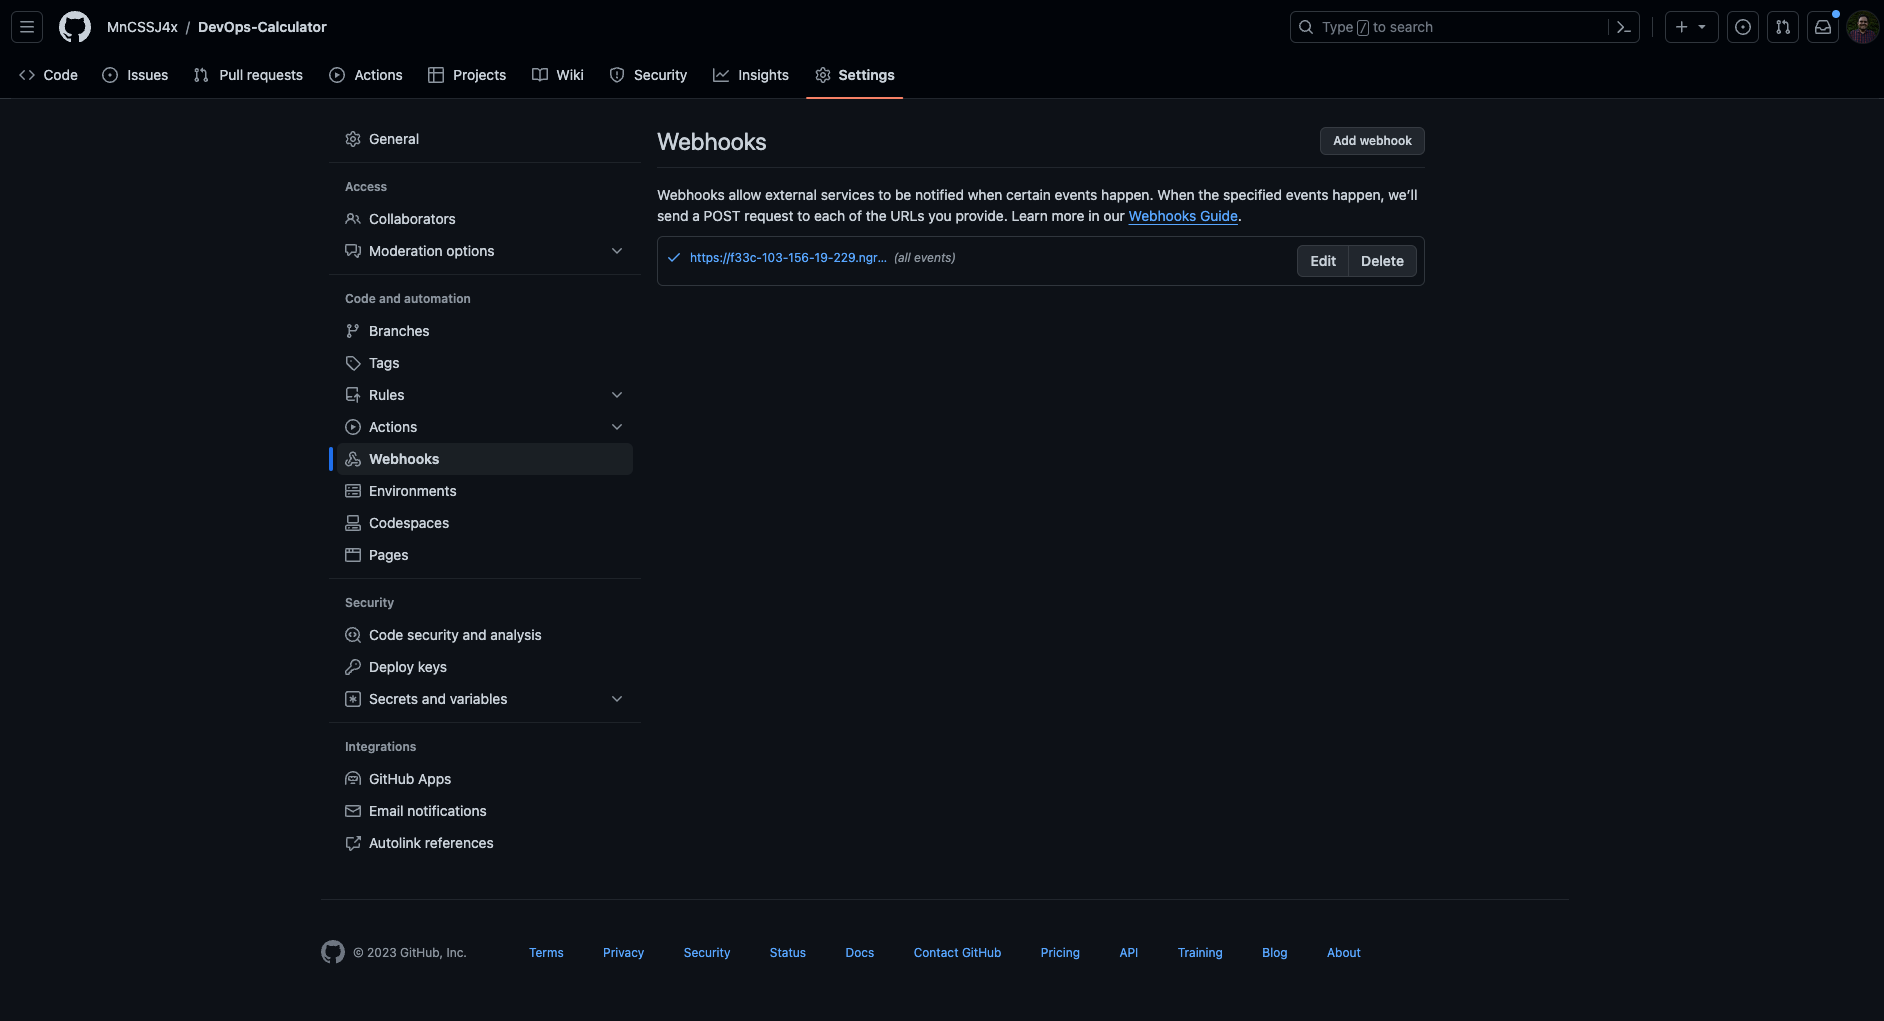 MnCSSJ4x / DevOps-Calculator
Type / to search
Code
Issues
Pull requests
Actions
Projects
Wiki
Security
Insights
Settings
General
Access
Collaborators
Moderation options
Code and automation
Branches
Tags
Rules
Actions
Webhooks
Environments
Codespaces
Pages
Security
Code security and analysis
Deploy keys
Secrets and variables
Integrations
GitHub Apps
Email notifications
Autolink references
Webhooks
Add webhook
Webhooks allow external services to be notified when certain events happen. When the specified events happen, we’ll
send a POST request to each of the URLs you provide. Learn more in our Webhooks Guide.
https://f33c-103-156-19-229.ngr... (all events)
Edit
Delete
© 2023 GitHub, Inc.
Terms
Privacy
Security
Status
Docs
Contact GitHub
Pricing
API
Training
Blog
About